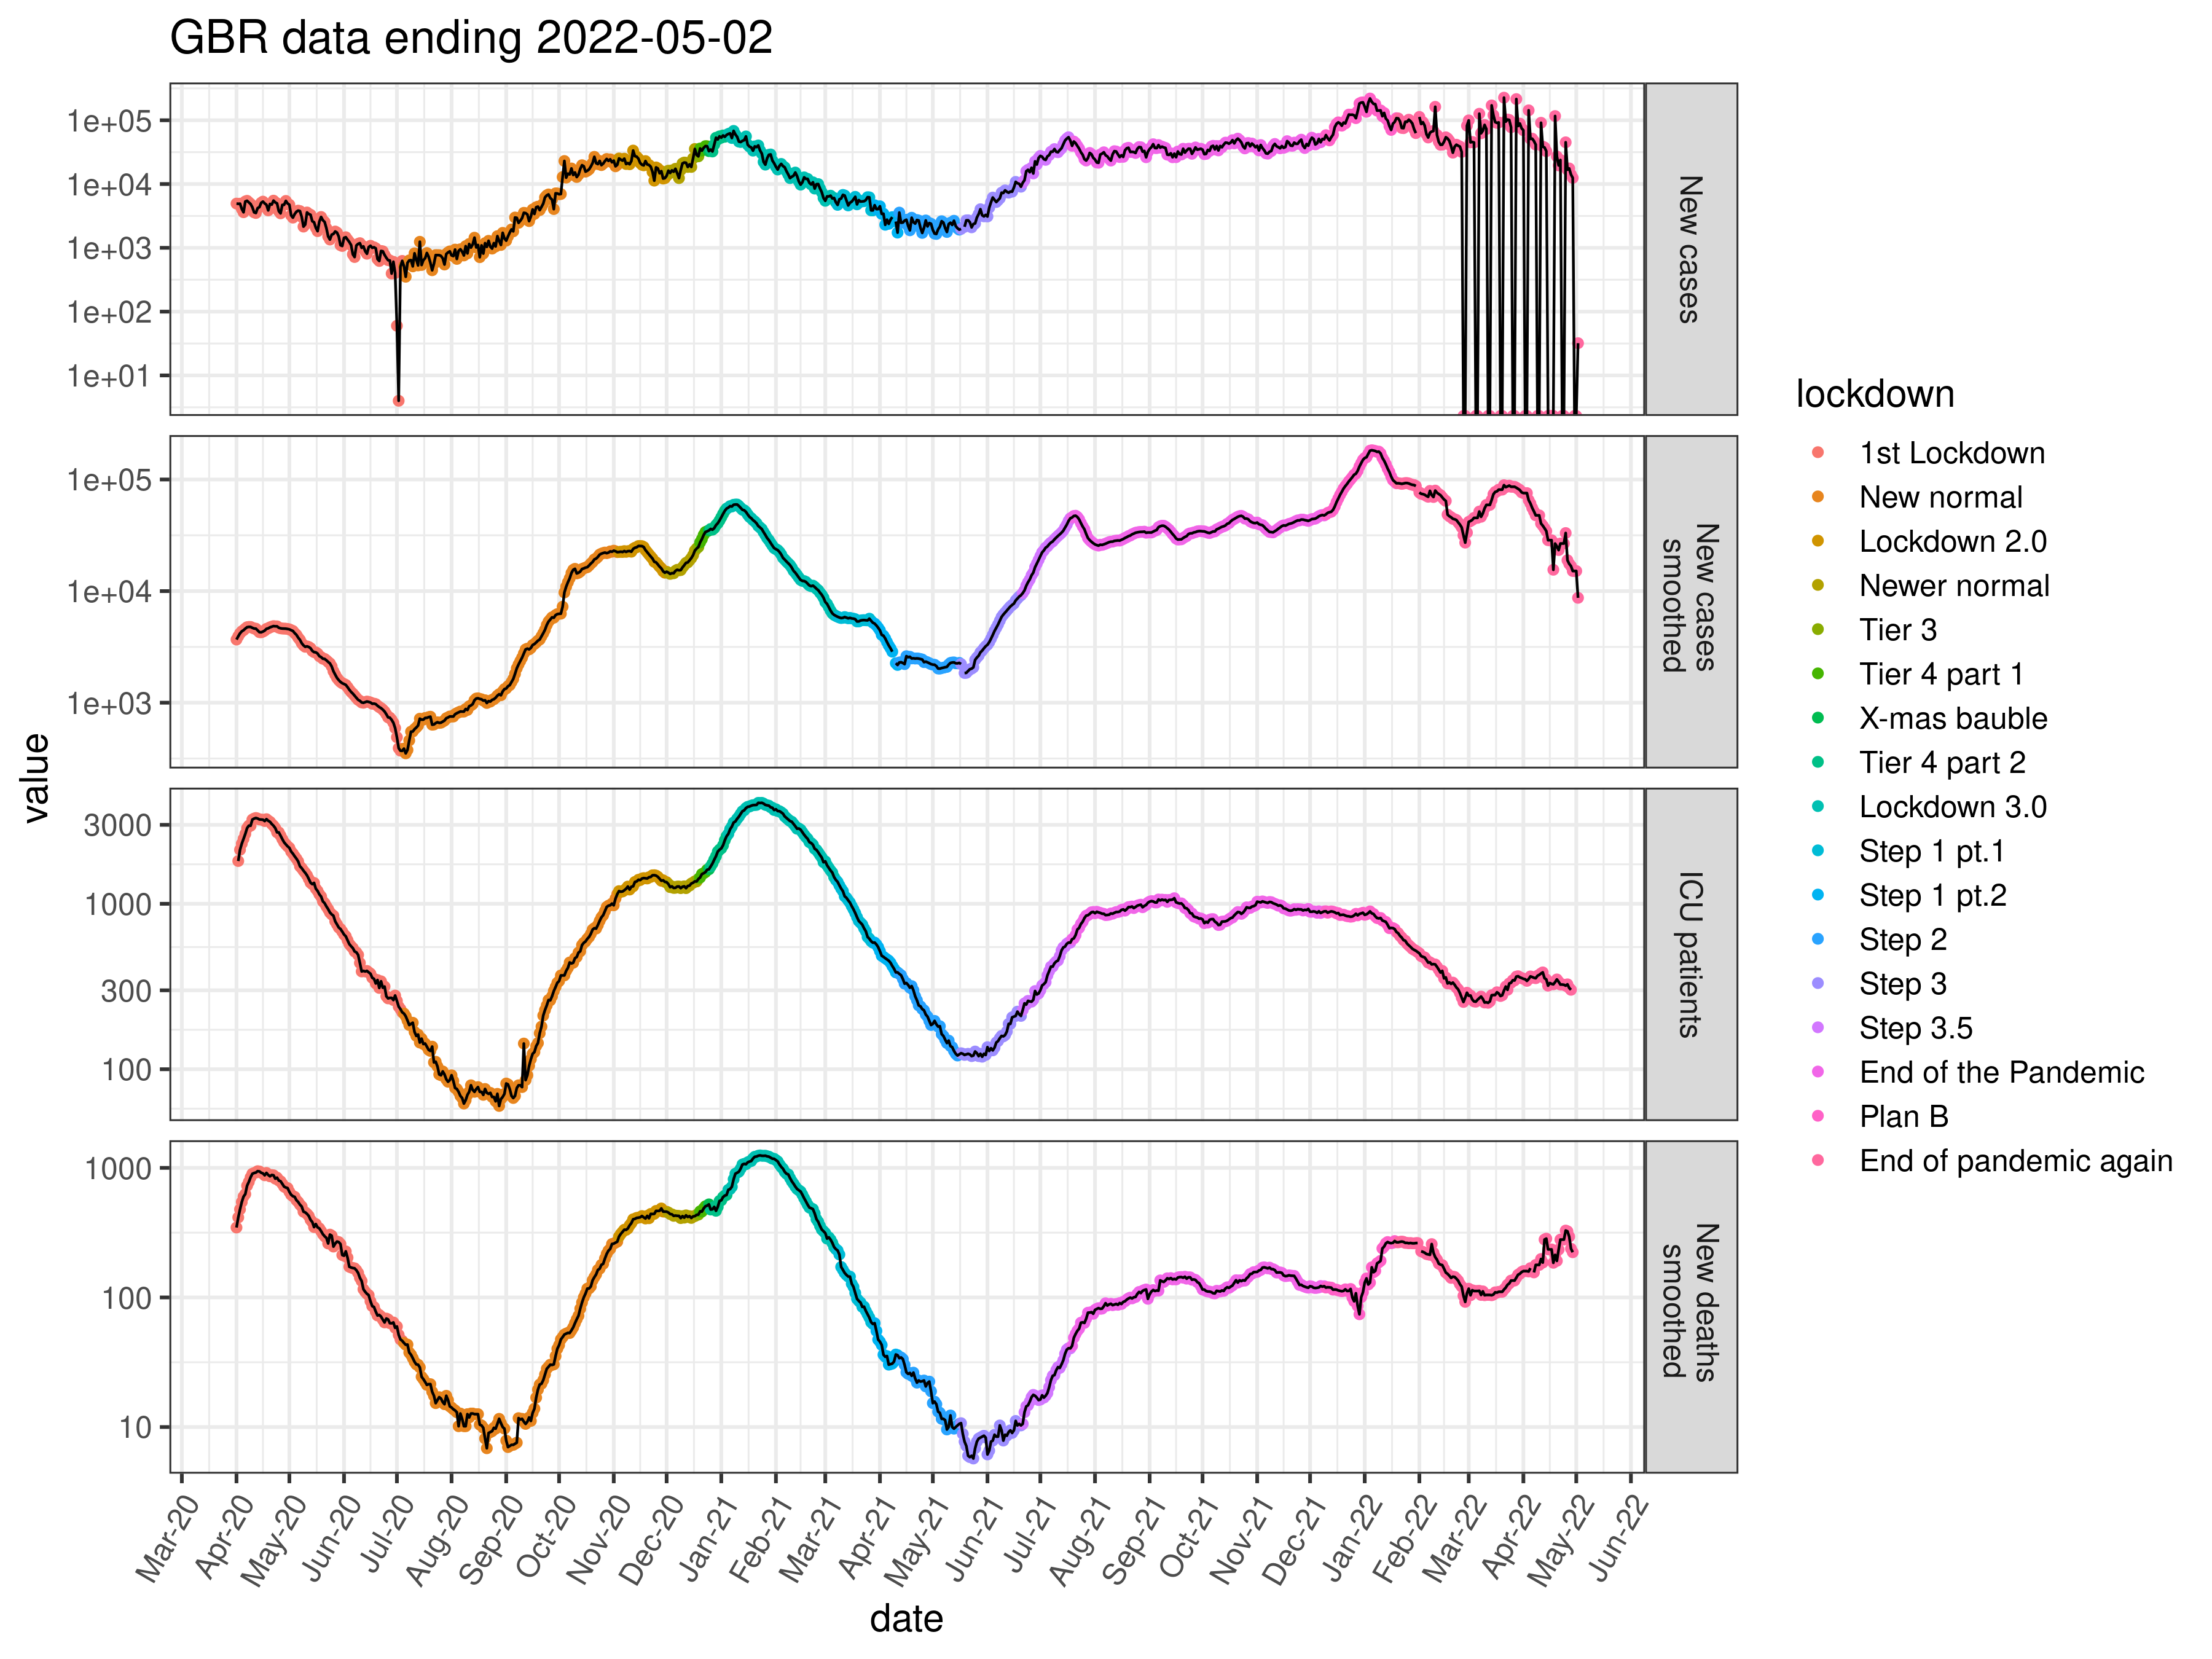 GBR data ending 2022-05-02
1e+05
1e+04
1e+03
1e+02
1e+01
New cases
1e+05
1e+04
1e+03
New cases
smoothed
3000
1000
300
100
ICU patients
1000
100
10
New deaths
smoothed
value
Mar-20
Apr-20
May-20
Jun-20
Jul-20
Aug-20
Sep-20
Oct-20
Nov-20
Dec-20
Jan-21
Feb-21
Mar-21
Apr-21
May-21
Jun-21
Jul-21
Aug-21
Sep-21
Oct-21
Nov-21
Dec-21
Jan-22
Feb-22
Mar-22
Apr-22
May-22
Jun-22
date
lockdown
1st Lockdown
New normal
Lockdown 2.0
Newer normal
Tier 3
Tier 4 part 1
X-mas bauble
Tier 4 part 2
Lockdown 3.0
Step 1 pt.1
Step 1 pt.2
Step 2
Step 3
Step 3.5
End of the Pandemic
Plan B
End of pandemic again